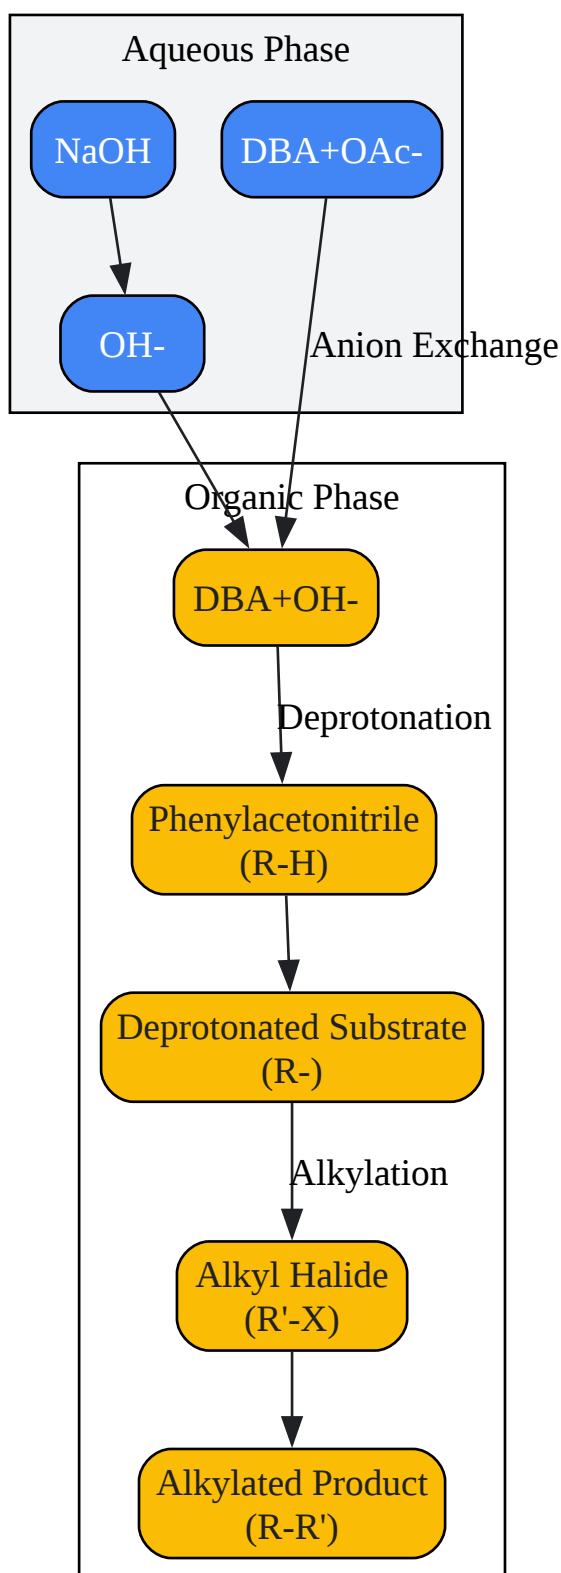 Aqueous Phase
NaOH
DBA+OAc-
OH-
Anion Exchange
Organic Phase
DBA+OH-
Deprotonation
Phenylacetonitrile
(R-H)
Deprotonated Substrate
(R-)
Alkylation
Alkyl Halide
(R'-X)
Alkylated Product
(R-R')